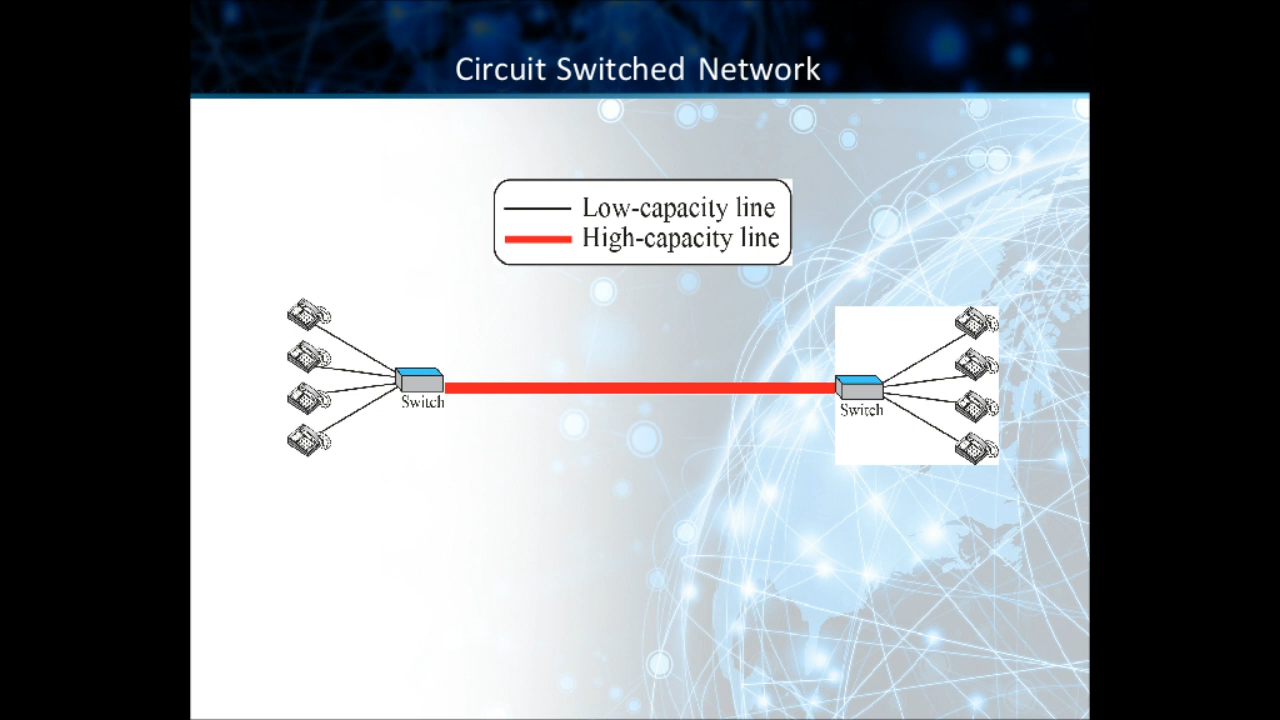 Circuit Switched Network
Low-capacity line
High-capacity line
Switch
Switch